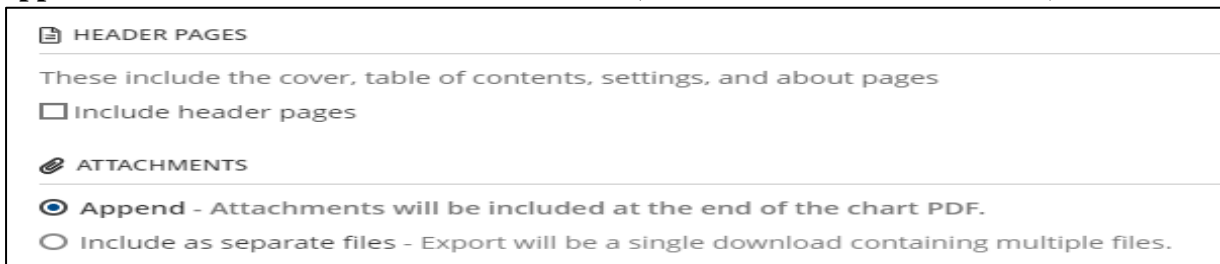 HEADER PAGES
These include the cover, table of contents, settings, and about pages
Include header pages
ATTACHMENTS
Append - Attachments will be included at the end of the chart PDF.
Include as separate files - Export will be a single download containing multiple files.